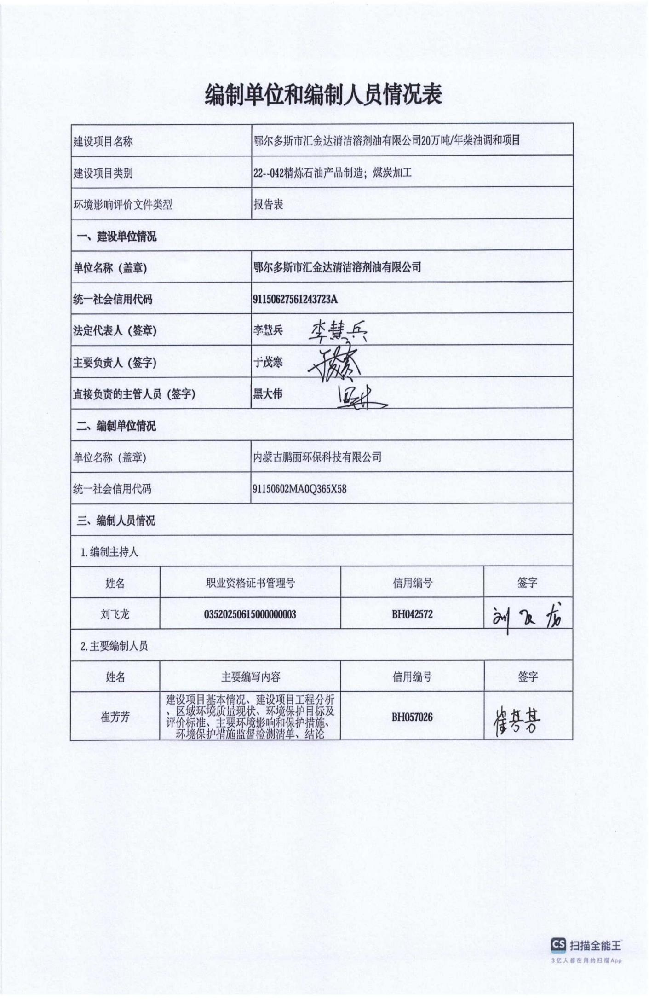 编制单位和编制人员情况表
建设项目名称 鄂尔多斯市汇金达清洁溶剂油有限公司20万吨/年柴油调和项目
建设项目类别 22--042精炼石油产品制造；煤炭加工
环境影响评价文件类型 报告表
一、建设单位情况
单位名称（盖章） 鄂尔多斯市汇金达清洁溶剂油有限公司
统一社会信用代码 91150627561243723A
法定代表人（签章） 李慧兵 李慧兵
主要负责人（签字） 于茂寒
直接负责的主管人员（签字） 黑大伟
二、编制单位情况
单位名称（盖章） 内蒙古鹏丽环保科技有限公司
统一社会信用代码 91150602MA0Q365X58
三、编制人员情况
1.编制主持人
姓名 职业资格证书管理号 信用编号 签字
刘飞龙 03520250615000000003 BH042572 刘飞龙
2.主要编制人员
姓名 主要编写内容 信用编号 签字
建设项目基本情况、建设项目工程分析
、区域环境质量现状、环境保护目标及
崔芳芳 评价标准、主要环境影响和保护措施、 BH057026 崔芳芳
环境保护措施监督检测清单、结论
CS 扫描全能王
3亿人都在用的扫描App